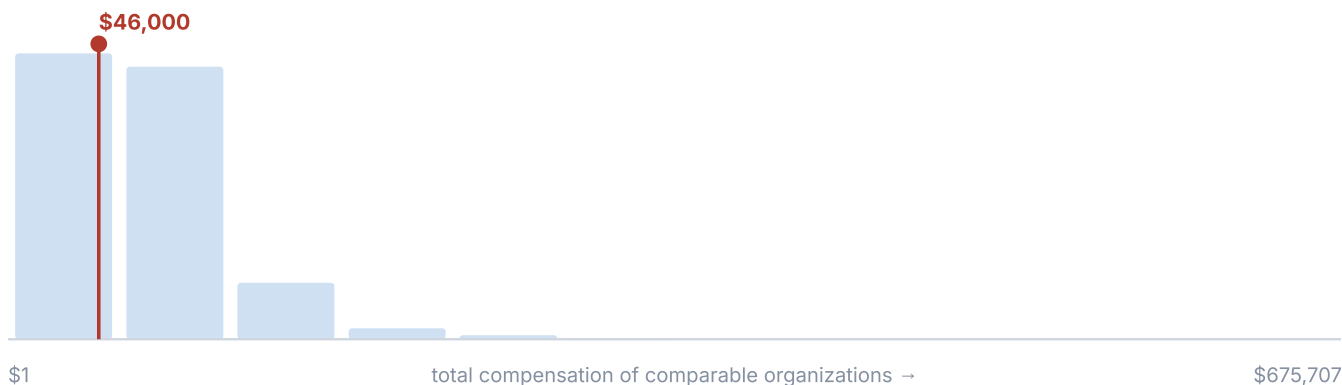 $46,000
$1
total compensation of comparable organizations →
$675,707